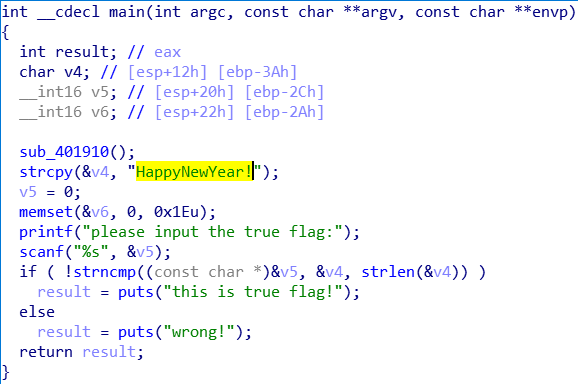 int __cdecl main(int argc, const char **argv, const char **envp)
{
  int result; // eax
  char v4; // [esp+12h] [ebp-3Ah]
  __int16 v5; // [esp+20h] [ebp-2Ch]
  __int16 v6; // [esp+22h] [ebp-2Ah]

  sub_401910();
  strcpy(&v4, "HappyNewYear!");
  v5 = 0;
  memset(&v6, 0, 0x1Eu);
  printf("please input the true flag:");
  scanf("%s", &v5);
  if ( !strncmp((const char *)&v5, &v4, strlen(&v4)) )
    result = puts("this is true flag!");
  else
    result = puts("wrong!");
  return result;
}